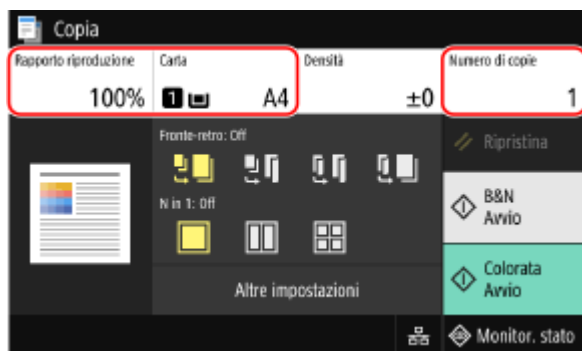 Copia
Rapporto riproduzione Carta Densità Numero di copie
100% 1 A4 ±0 1
Fronte-retro: Off
Ripristina
N in 1: Off
B&N
Avvio
Colorata
Avvio
Altre impostazioni
Monitor. stato